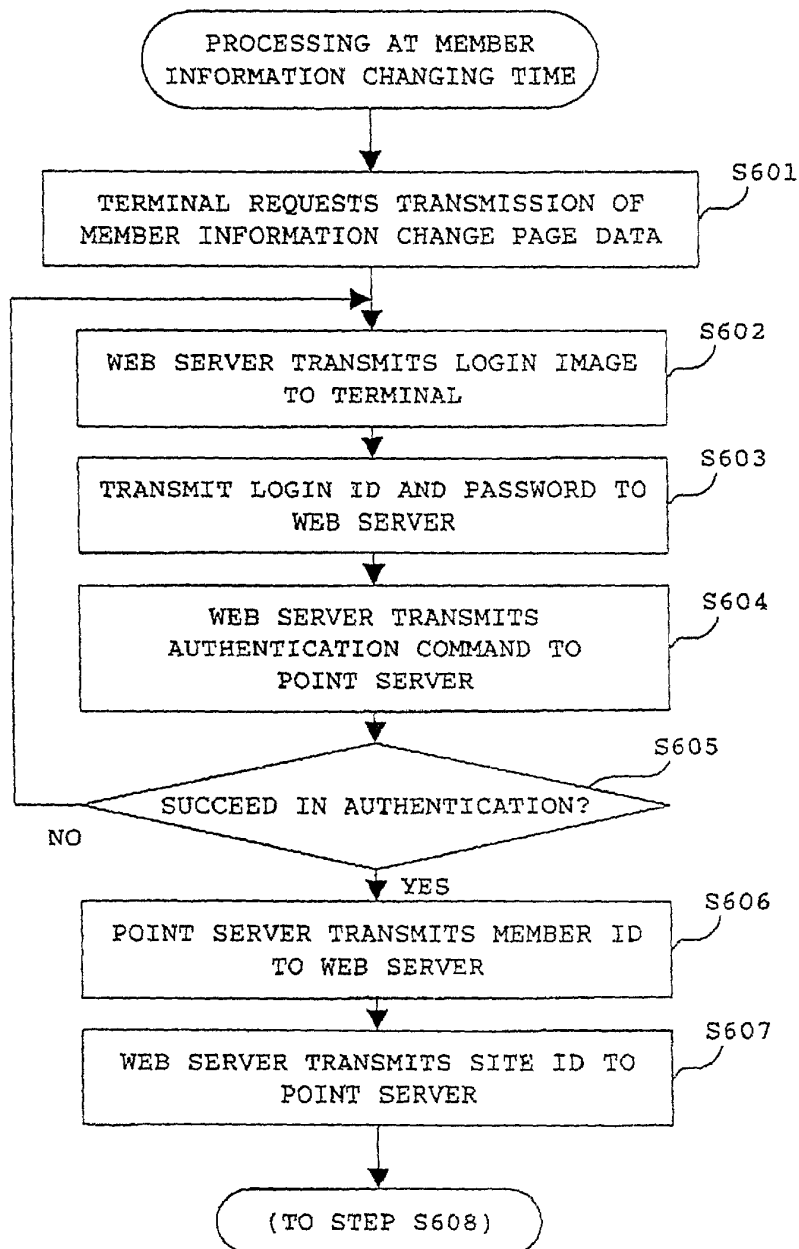 PROCESSING AT MEMBER
INFORMATION CHANGING TIME
S601
TERMINAL REQUESTS TRANSMISSION OF
MEMBER INFORMATION CHANGE PAGE DATA
S602
WEB SERVER TRANSMITS LOGIN IMAGE
TO TERMINAL
S603
TRANSMIT LOGIN ID AND PASSWORD TO
WEB SERVER
S604
WEB SERVER TRANSMITS
AUTHENTICATION COMMAND TO
POINT SERVER
S605
SUCCEED IN AUTHENTICATION?
NO
YES
S606
POINT SERVER TRANSMITS MEMBER ID
TO WEB SERVER
S607
WEB SERVER TRANSMITS SITE ID TO
POINT SERVER
(TO STEP S608)